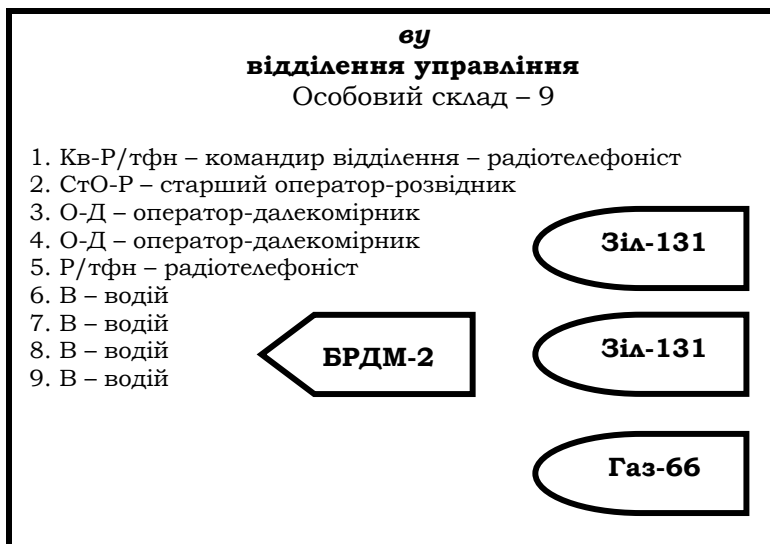 ву
відділення управління
Особовий склад – 9
1. Кв-Р/тфн – командир відділення – радіотелефоніст
2. СтО-Р – старший оператор-розвідник
3. О-Д – оператор-далекомірник
4. О-Д – оператор-далекомірник
5. Р/тфн – радіотелефоніст
6. В – водій
7. В – водій
8. В – водій
9. В – водій
Зіл-131
БРДМ-2
Зіл-131
Газ-66